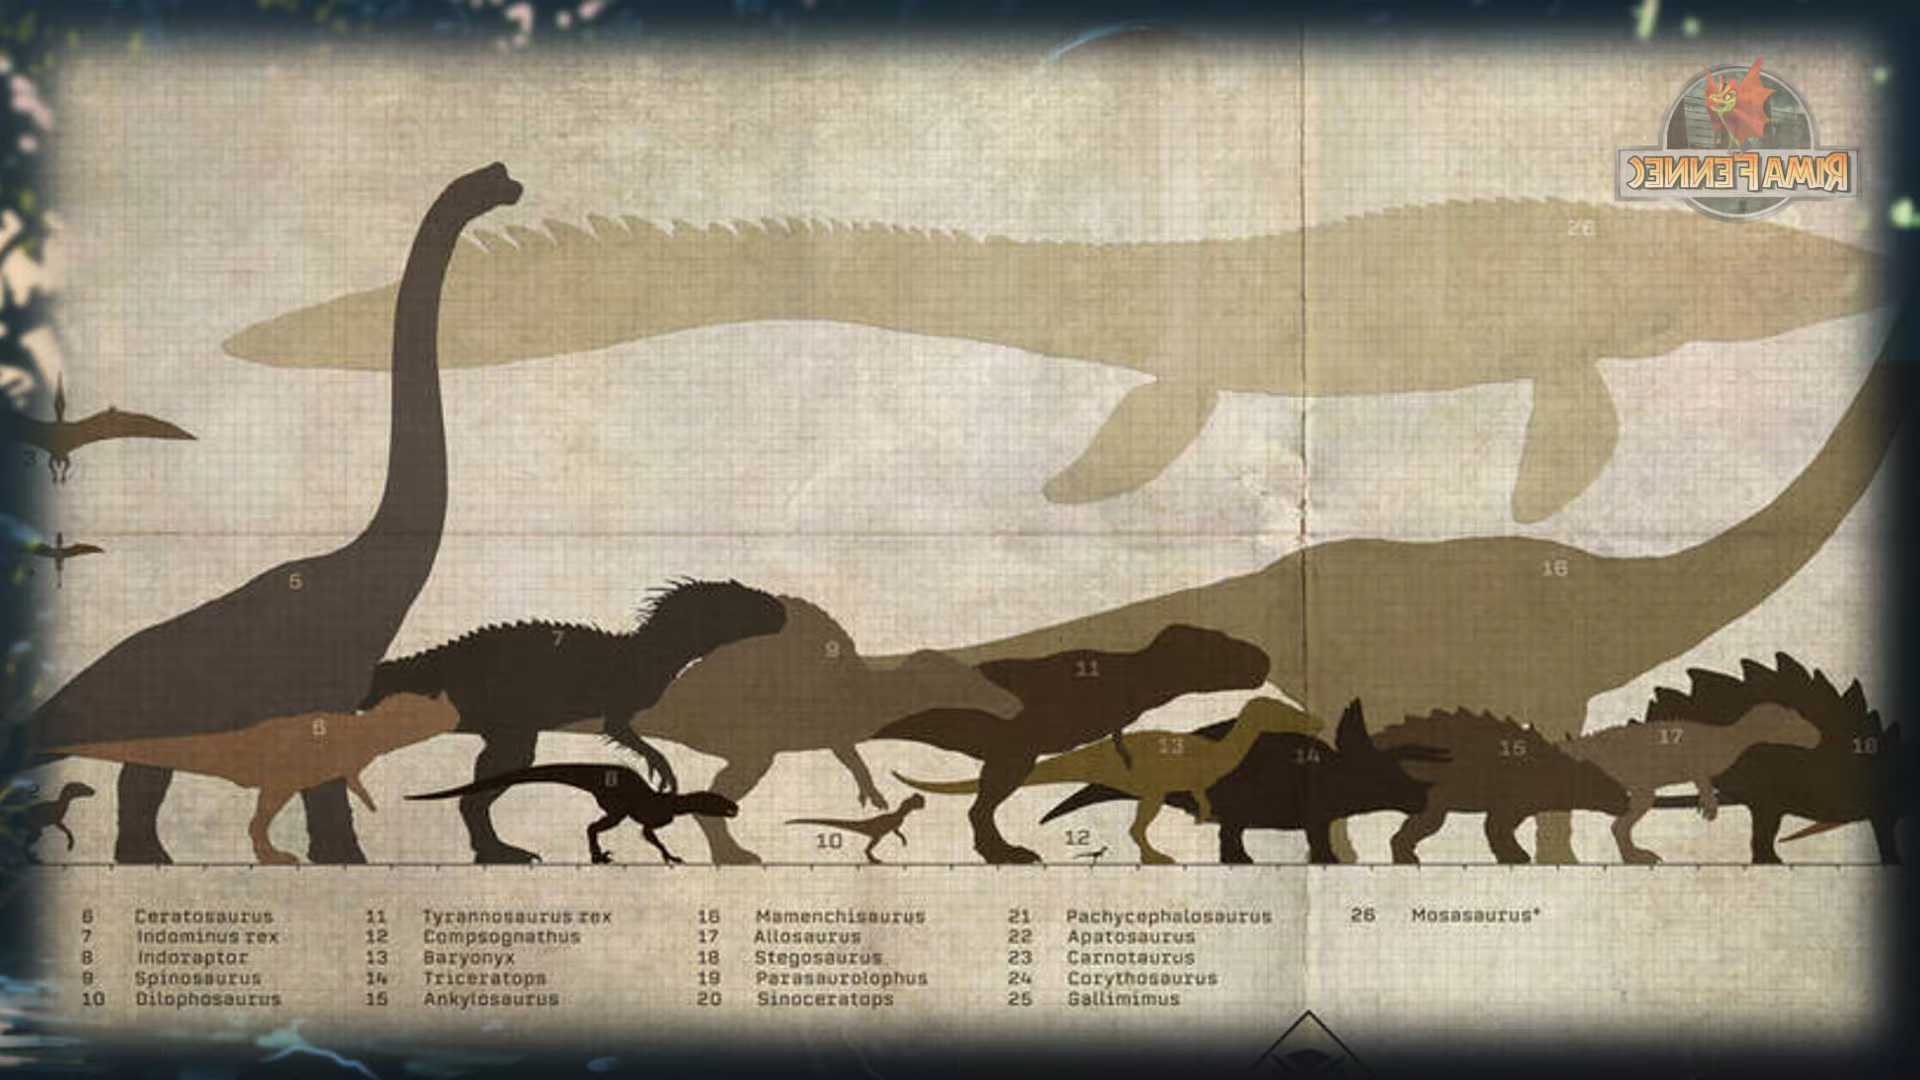 RIMAFENNEC
26
3
5
16
7
9
11
6
13
14
15
17
18
8
2
10
12
6 Ceratosaurus
7 Indominus rex
8 Indoraptor
9 Spinosaurus
10 Dilophosaurus
11 Tyrannosaurus rex
12 Compsognathus
13 Baryonyx
14 Triceratops
15 Ankylosaurus
16 Mamenchisaurus
17 Allosaurus
18 Stegosaurus
19 Parasaurolophus
20 Sinoceratops
21 Pachycephalosaurus
22 Apatosaurus
23 Carnotaurus
24 Corythosaurus
25 Gallimimus
26 Mosasaurus*